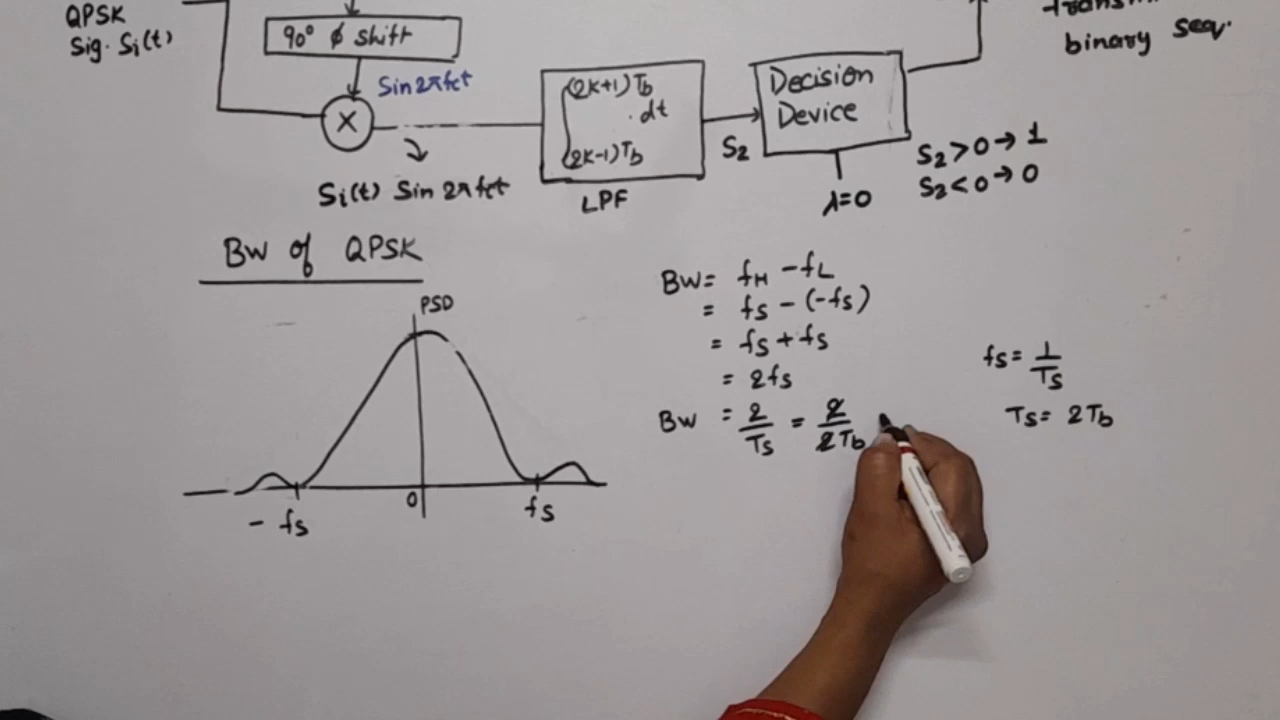 QPSK
Sig. Si(t)
90° ϕ shift
Sin2πfct
X
Si(t) Sin 2πfct
∫ (2K+1)Tb
. dt
(2K-1)Tb
LPF
S2
Decision
Device
λ=0
binary seq.
S2>0→1
S2<0→0
BW of QPSK
PSD
-fs
0
fs
BW= fH -fL
= fs - (-fs)
= fs + fs
= 2fs
BW = 2/Ts = 2/2Tb
fs = 1/Ts
Ts= 2Tb